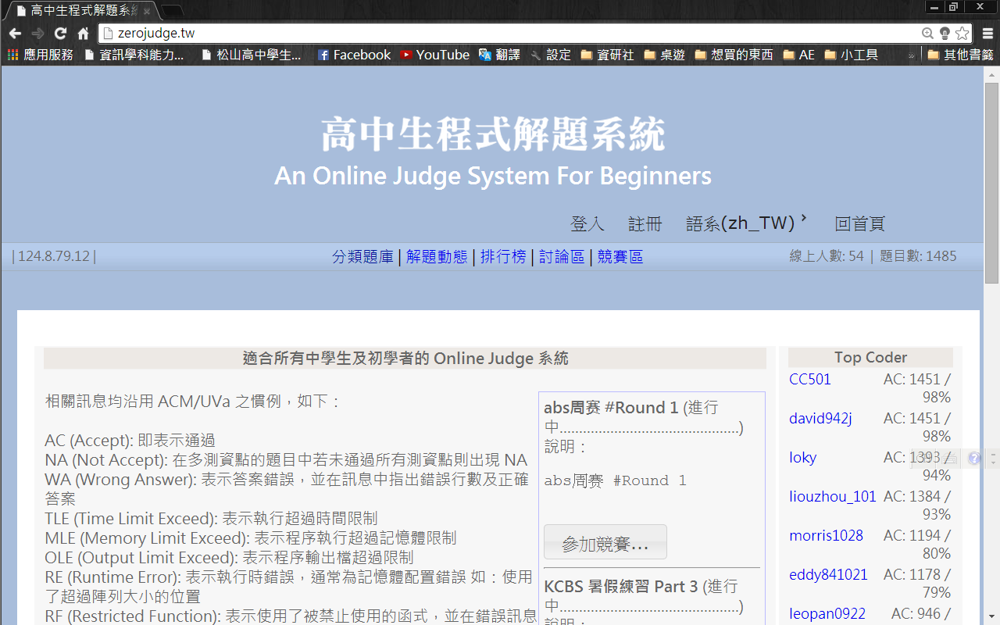 高中生程式解題系統
zerojudge.tw
應用服務 資訊學科能力... 松山高中學生... Facebook YouTube 翻譯 設定 資研社 桌遊 想買的東西 AE 小工具 » 其他書籤
高中生程式解題系統
An Online Judge System For Beginners
登入 註冊 語系(zh_TW) › 回首頁
| 124.8.79.12 | 分類題庫 | 解題動態 | 排行榜 | 討論區 | 競賽區 線上人數: 54 | 題目數: 1485
適合所有中學生及初學者的 Online Judge 系統
相關訊息均沿用 ACM/UVa 之慣例，如下：
AC (Accept): 即表示通過
NA (Not Accept): 在多測資點的題目中若未通過所有測資點則出現 NA
WA (Wrong Answer): 表示答案錯誤，並在訊息中指出錯誤行數及正確
答案
TLE (Time Limit Exceed): 表示執行超過時間限制
MLE (Memory Limit Exceed): 表示程序執行超過記憶體限制
OLE (Output Limit Exceed): 表示程序輸出檔超過限制
RE (Runtime Error): 表示執行時錯誤，通常為記憶體配置錯誤 如：使用
了超過陣列大小的位置
RF (Restricted Function): 表示使用了被禁止使用的函式，並在錯誤訊息
abs周赛 #Round 1 (進行
中..............................................)
說明：
abs周赛 #Round 1
參加競賽...
KCBS 暑假練習 Part 3 (進行
中..............................................)
說明：
Top Coder
CC501 AC: 1451 /
98%
david942j AC: 1451 /
98%
loky AC: 1393 /
94%
liouzhou_101 AC: 1384 /
93%
morris1028 AC: 1194 /
80%
eddy841021 AC: 1178 /
79%
leopan0922 AC: 946 /